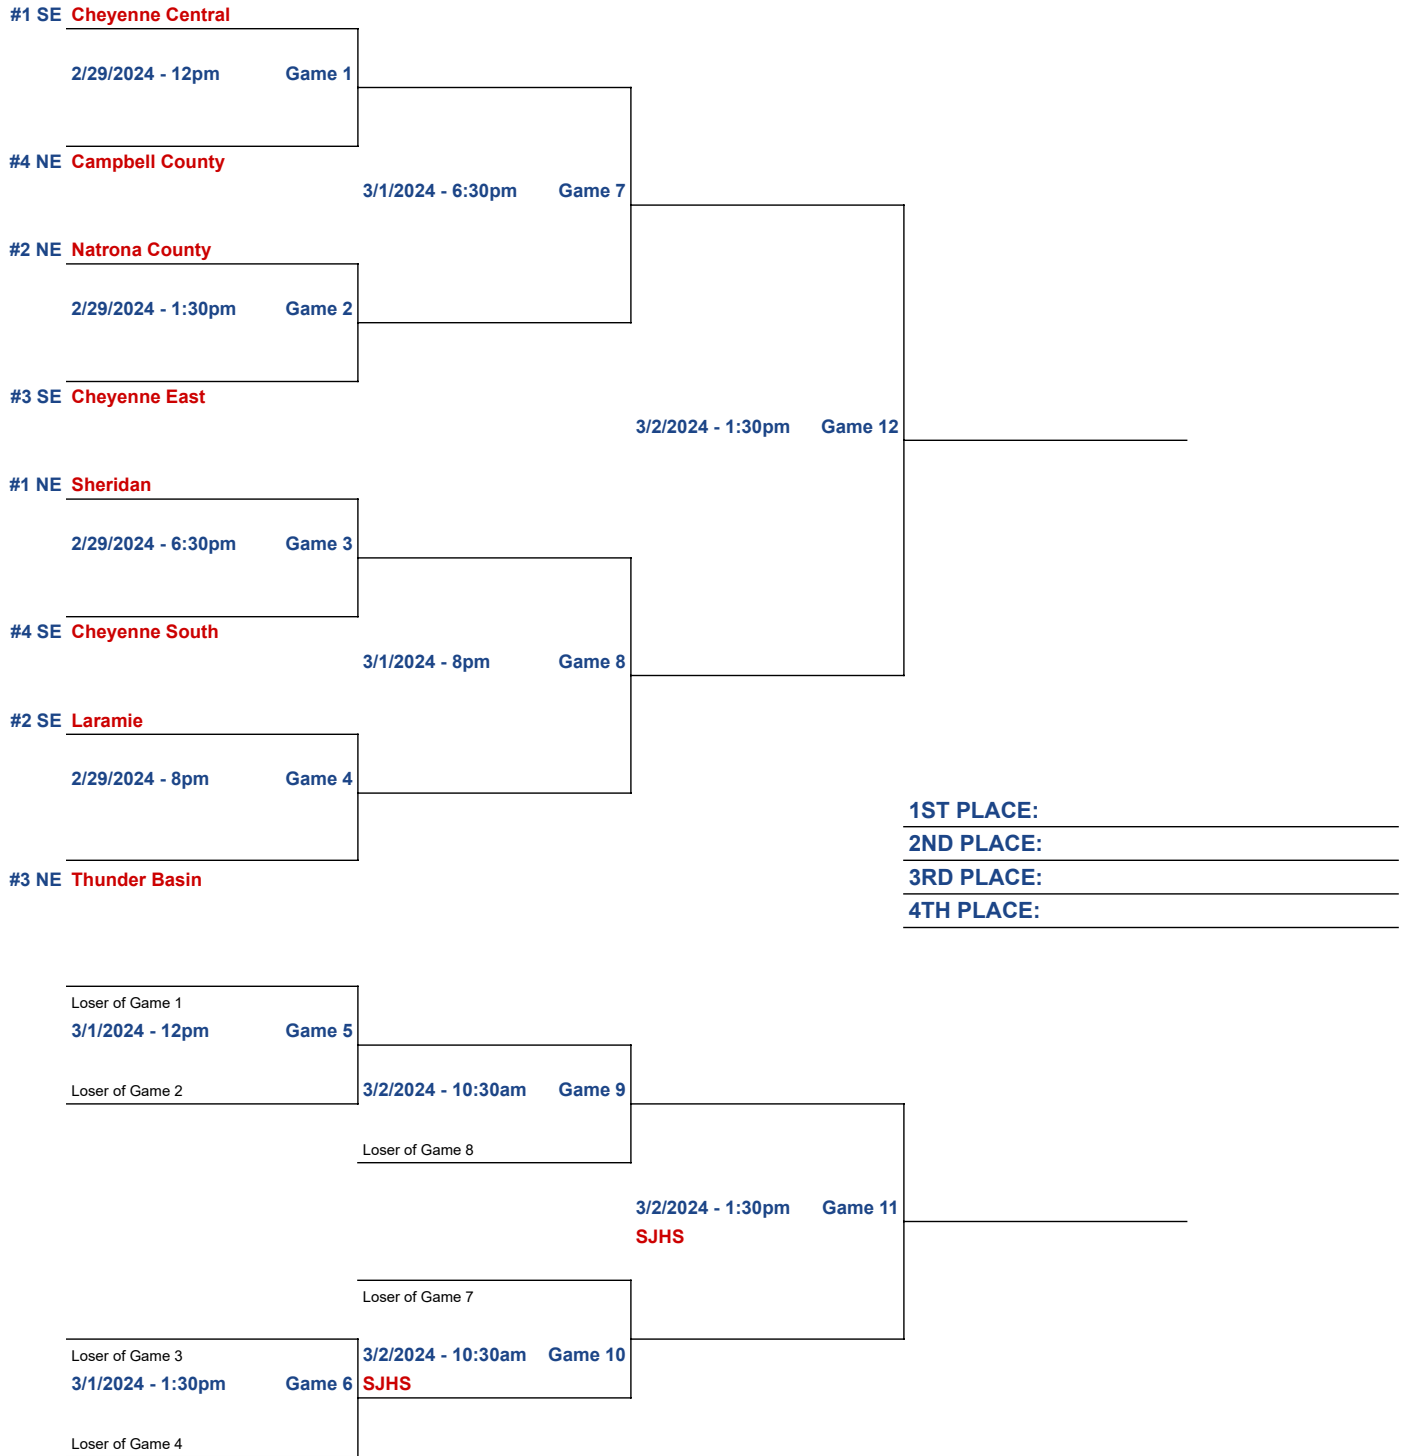 #1 SE Cheyenne Central
2/29/2024 - 12pm Game 1
#4 NE Campbell County
3/1/2024 - 6:30pm Game 7
#2 NE Natrona County
2/29/2024 - 1:30pm Game 2
#3 SE Cheyenne East
3/2/2024 - 1:30pm Game 12
#1 NE Sheridan
2/29/2024 - 6:30pm Game 3
#4 SE Cheyenne South
3/1/2024 - 8pm Game 8
#2 SE Laramie
2/29/2024 - 8pm Game 4
1ST PLACE:
2ND PLACE:
#3 NE Thunder Basin
3RD PLACE:
4TH PLACE:
Loser of Game 1
3/1/2024 - 12pm Game 5
Loser of Game 2
3/2/2024 - 10:30am Game 9
Loser of Game 8
3/2/2024 - 1:30pm Game 11
SJHS
Loser of Game 7
Loser of Game 3
3/2/2024 - 10:30am Game 10
3/1/2024 - 1:30pm Game 6
SJHS
Loser of Game 4